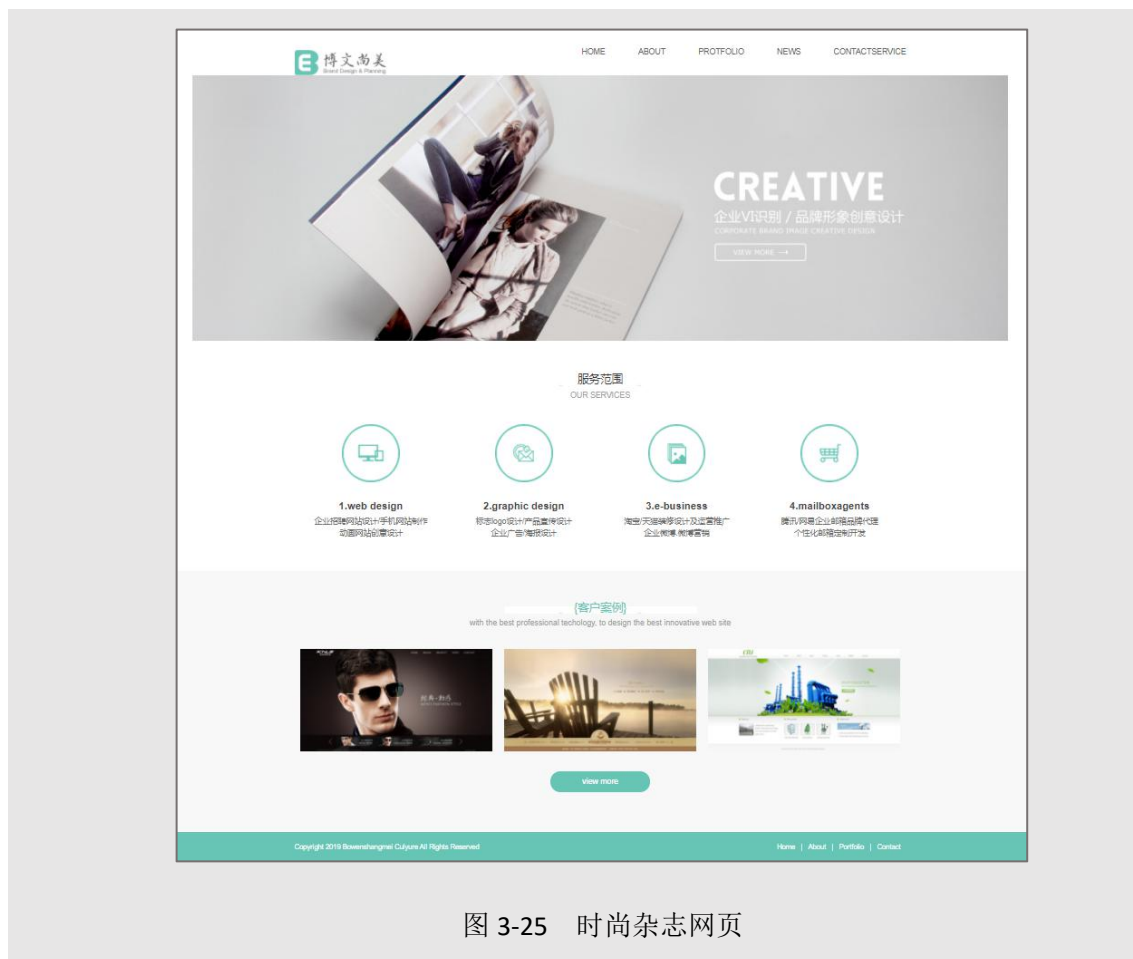 博文尚美
Brand Design & Planning
HOME ABOUT PROTFOLIO NEWS CONTACTSERVICE
CREATIVE
企业VI识别 / 品牌形象创意设计
CORPORATE BRAND IMAGE CREATIVE DESIGN
VIEW MORE →
服务范围
OUR SERVICES
1.web design
企业招聘网站设计/手机网站制作
动画网站创意设计
2.graphic design
标志logo设计/产品宣传设计
企业广告/海报设计
3.e-business
淘宝/天猫装修设计及运营推广
企业微博.微博营销
4.mailboxagents
腾讯/网易企业邮箱品牌代理
个性化邮箱定制开发
{客户案例}
with the best professional techology, to design the best innovative web site
view more
Copyright 2019 Bowenshangmei Culyure All Rights Reserved
Home | About | Portfolio | Contact
图 3-25 时尚杂志网页